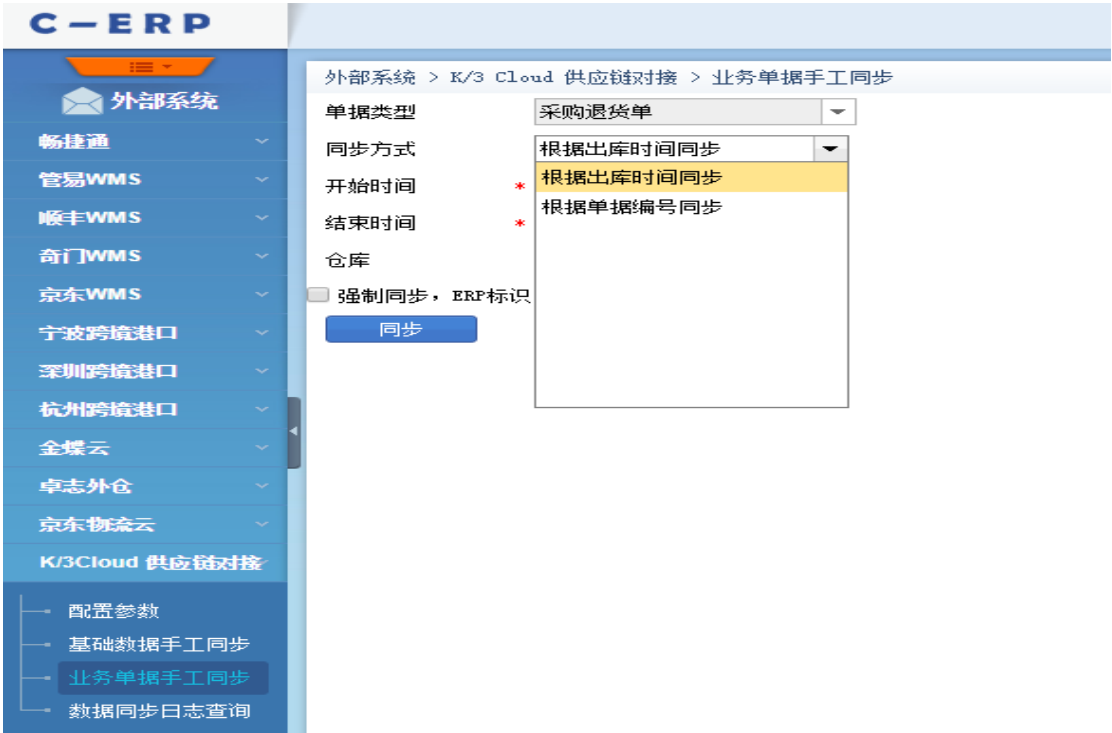 C-ERP
外部系统
畅捷通
管易WMS
顺丰WMS
奇门WMS
京东WMS
宁波跨境港口
深圳跨境港口
杭州跨境港口
金蝶云
卓志外仓
京东物流云
K/3Cloud 供应链对接
配置参数
基础数据手工同步
业务单据手工同步
数据同步日志查询
外部系统 > K/3 Cloud 供应链对接 > 业务单据手工同步
单据类型 采购退货单
同步方式 根据出库时间同步
根据出库时间同步
根据单据编号同步
开始时间 *
结束时间 *
仓库
强制同步，ERP标识
同步